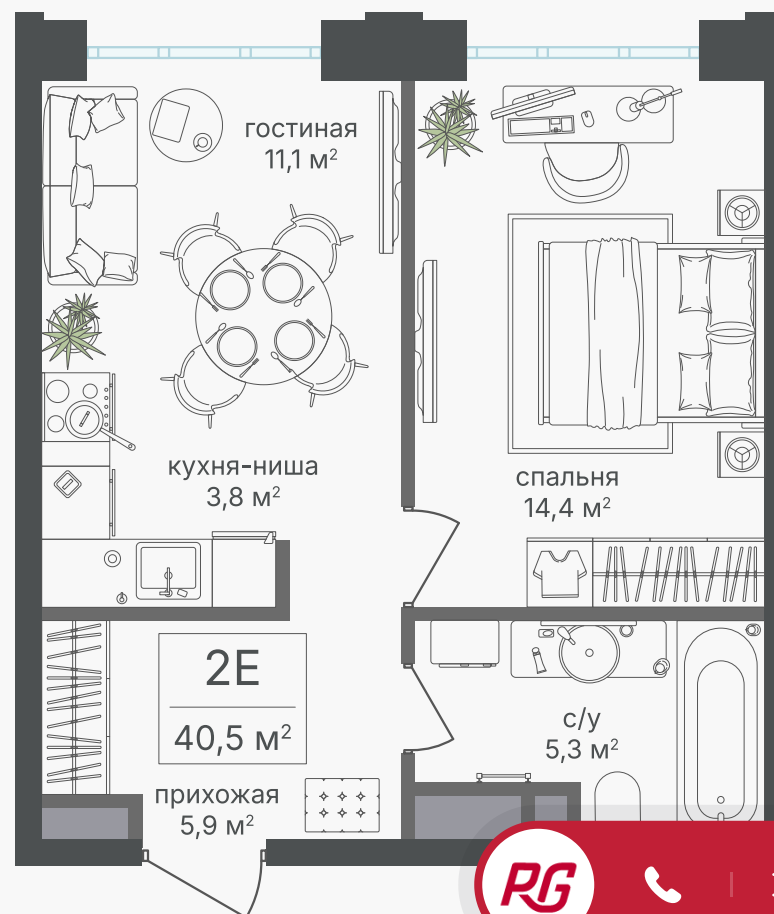 гостиная
11,1 м²
кухня-ниша
3,8 м²
спальня
14,4 м²
2E
40,5 м²
с/у
5,3 м²
прихожая
5,9 м²
RG